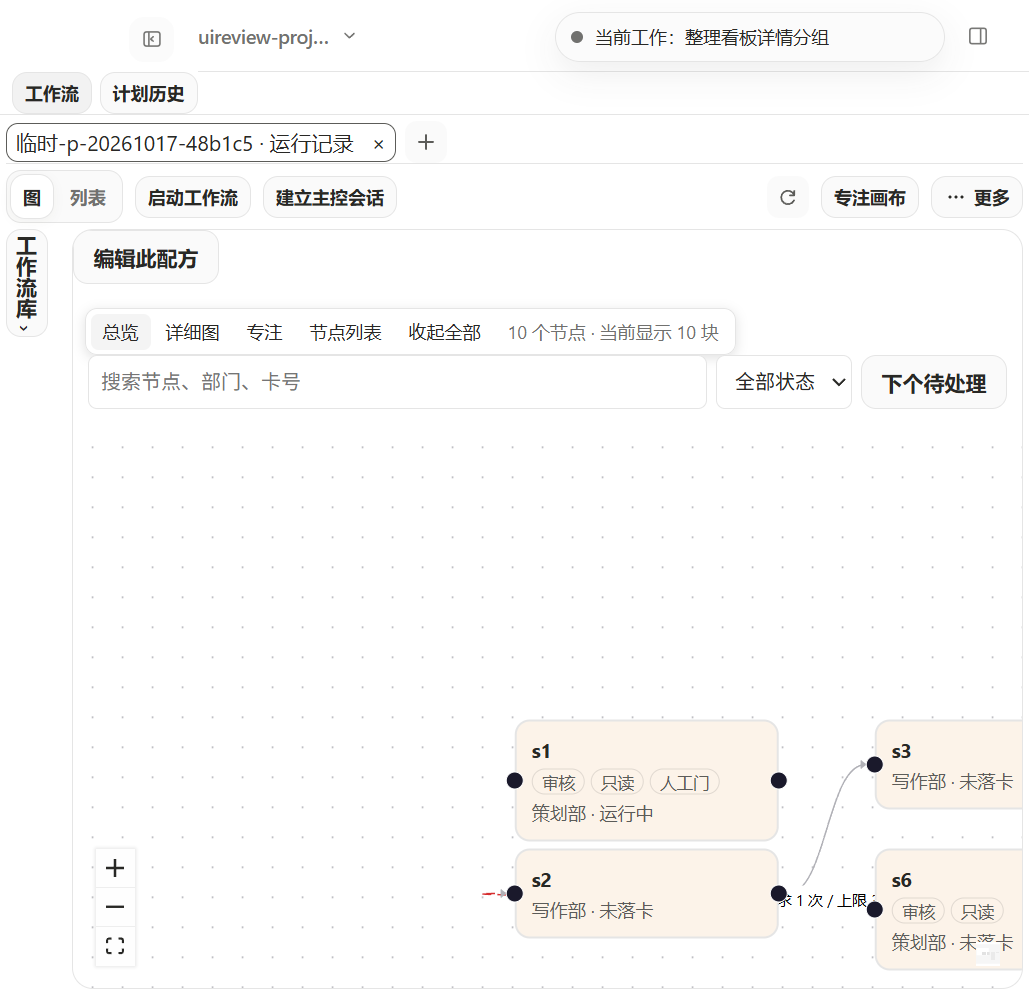 uireview-proj...
当前工作：整理看板详情分组
工作流 计划历史
临时-p-20261017-48b1c5 · 运行记录 ×
图 列表 启动工作流 建立主控会话 专注画布 ··· 更多
工作流库
编辑此配方
总览 详细图 专注 节点列表 收起全部 10 个节点 · 当前显示 10 块
搜索节点、部门、卡号 全部状态 下个待处理
s1
审核 只读 人工门
策划部 · 运行中
s3
写作部 · 未落卡
s2
写作部 · 未落卡
1 次 / 上限
s6
审核 只读
策划部 · 未落卡